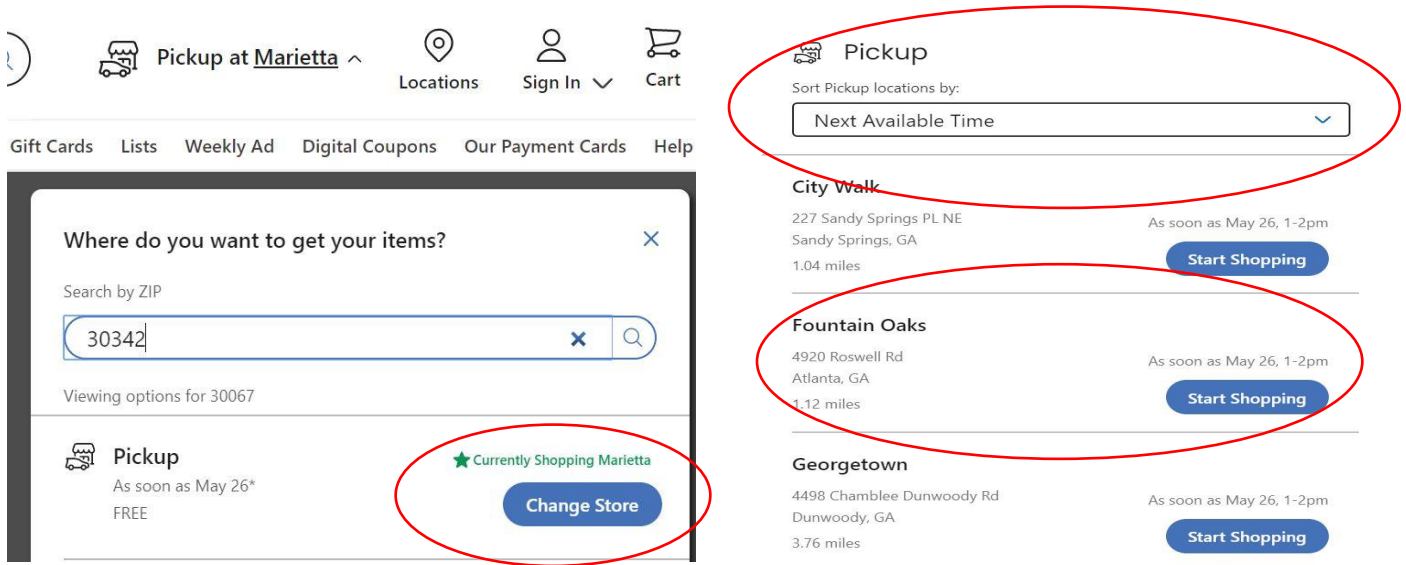 Pickup at Marietta
Locations
Sign In
Cart
Gift Cards Lists Weekly Ad Digital Coupons Our Payment Cards Help
Where do you want to get your items?
Search by ZIP
30342
Viewing options for 30067
Pickup
Currently Shopping Marietta
As soon as May 26*
FREE
Change Store
Pickup
Sort Pickup locations by:
Next Available Time
City Walk
227 Sandy Springs PL NE
Sandy Springs, GA
1.04 miles
As soon as May 26, 1-2pm
Start Shopping
Fountain Oaks
4920 Roswell Rd
Atlanta, GA
1.12 miles
As soon as May 26, 1-2pm
Start Shopping
Georgetown
4498 Chamblee Dunwoody Rd
Dunwoody, GA
3.76 miles
As soon as May 26, 1-2pm
Start Shopping